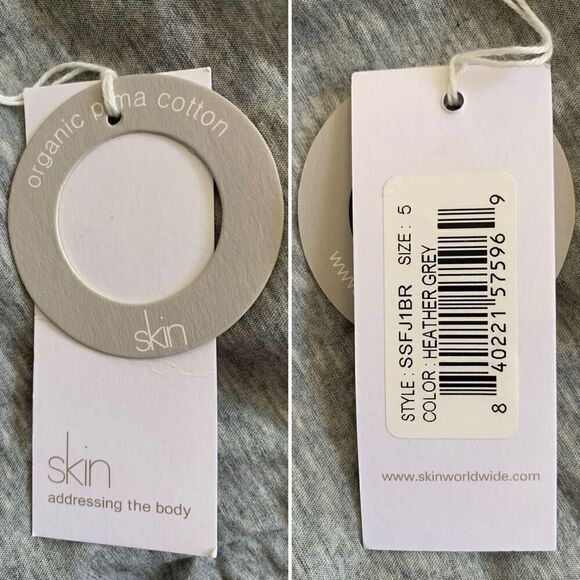 organic pima cotton
skin
skin
addressing the body
www.
STYLE : SSFJ1BR SIZE : 5
COLOR : HEATHER GREY
8 40221 57596 9
www.skinworldwide.com